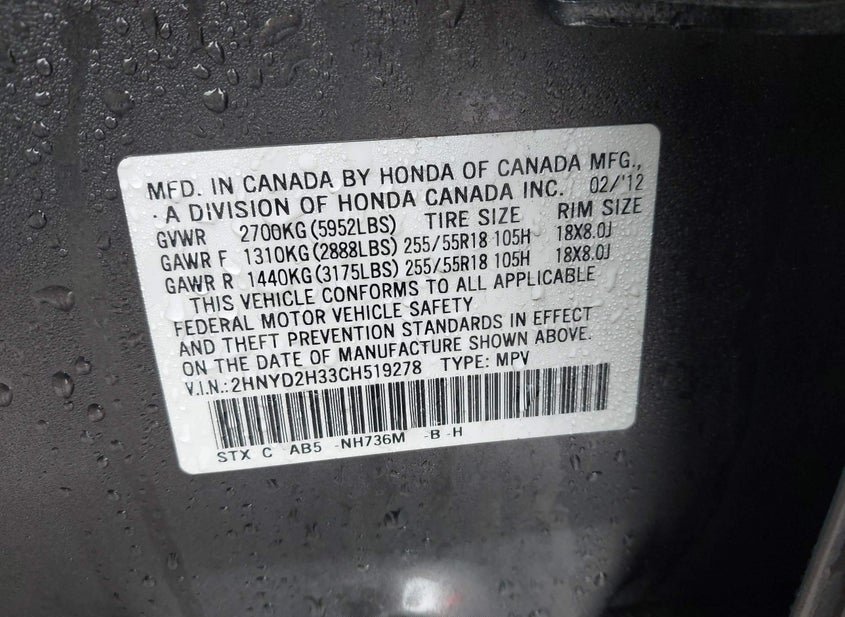 MFD. IN CANADA BY HONDA OF CANADA MFG.,
A DIVISION OF HONDA CANADA INC. 02/'12
GVWR 2700KG(5952LBS) TIRE SIZE RIM SIZE
GAWR F 1310KG(2888LBS) 255/55R18 105H 18X8.0J
GAWR R 1440KG(3175LBS) 255/55R18 105H 18X8.0J
THIS VEHICLE CONFORMS TO ALL APPLICABLE
FEDERAL MOTOR VEHICLE SAFETY
AND THEFT PREVENTION STANDARDS IN EFFECT
ON THE DATE OF MANUFACTURE SHOWN ABOVE.
V.I.N.:2HNYD2H33CH519278 TYPE: MPV
STX C AB5 -NH736M -B -H